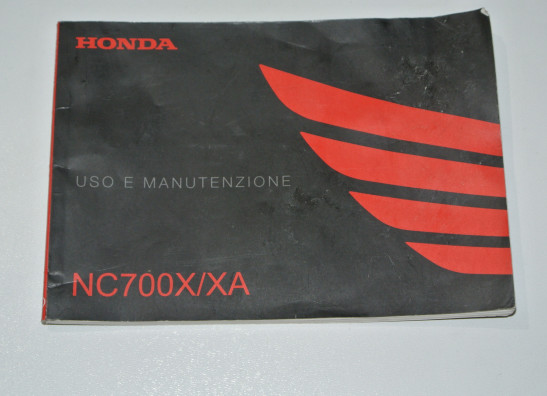 HONDA
USO E MANUTENZIONE
NC700X/XA